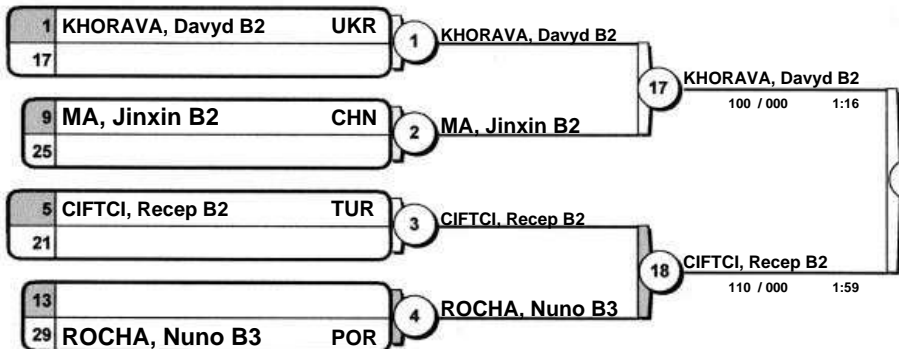 1 KHORAVA, Davyd B2 UKR
17
1
KHORAVA, Davyd B2
9 MA, Jinxin B2 CHN
25
2
MA, Jinxin B2
17
KHORAVA, Davyd B2
100 / 000 1:16
5 CIFTCI, Recep B2 TUR
21
3
CIFTCI, Recep B2
13
29 ROCHA, Nuno B3 POR
4
ROCHA, Nuno B3
18
CIFTCI, Recep B2
110 / 000 1:59